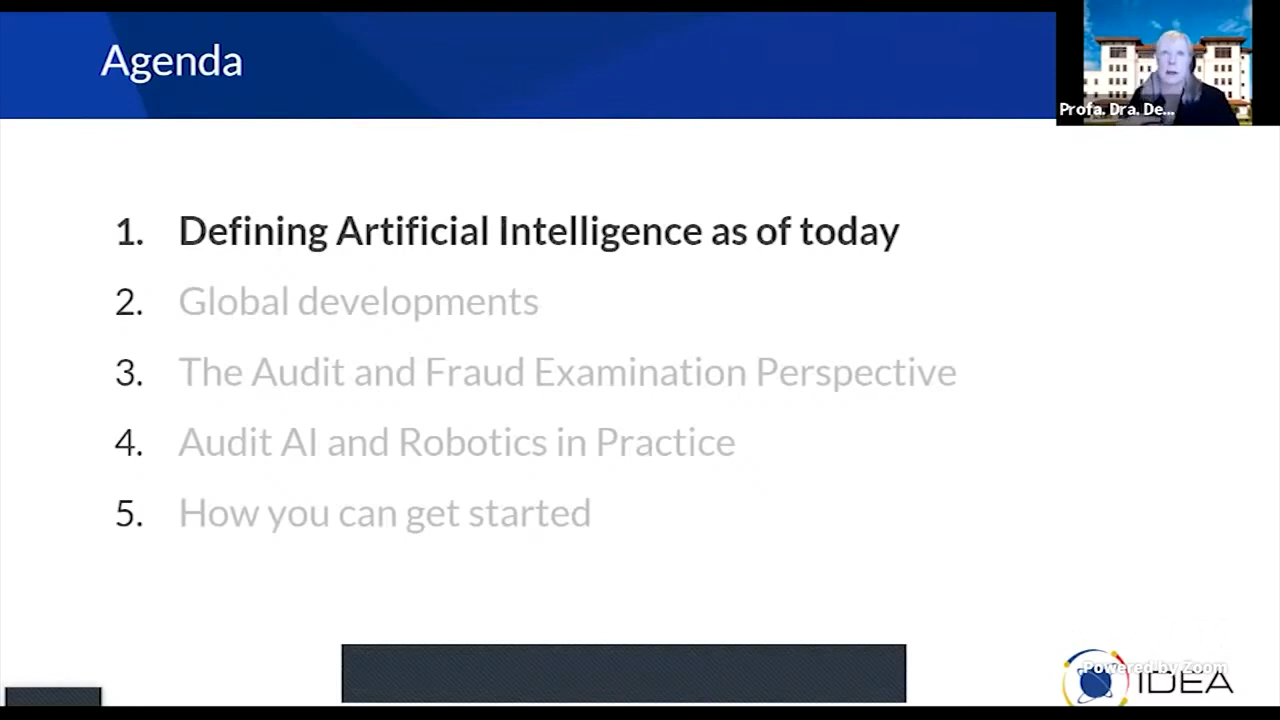 Agenda
Profa. Dra. De...
1. Defining Artificial Intelligence as of today
2. Global developments
3. The Audit and Fraud Examination Perspective
4. Audit AI and Robotics in Practice
5. How you can get started
Powered by Zoom
IDEA